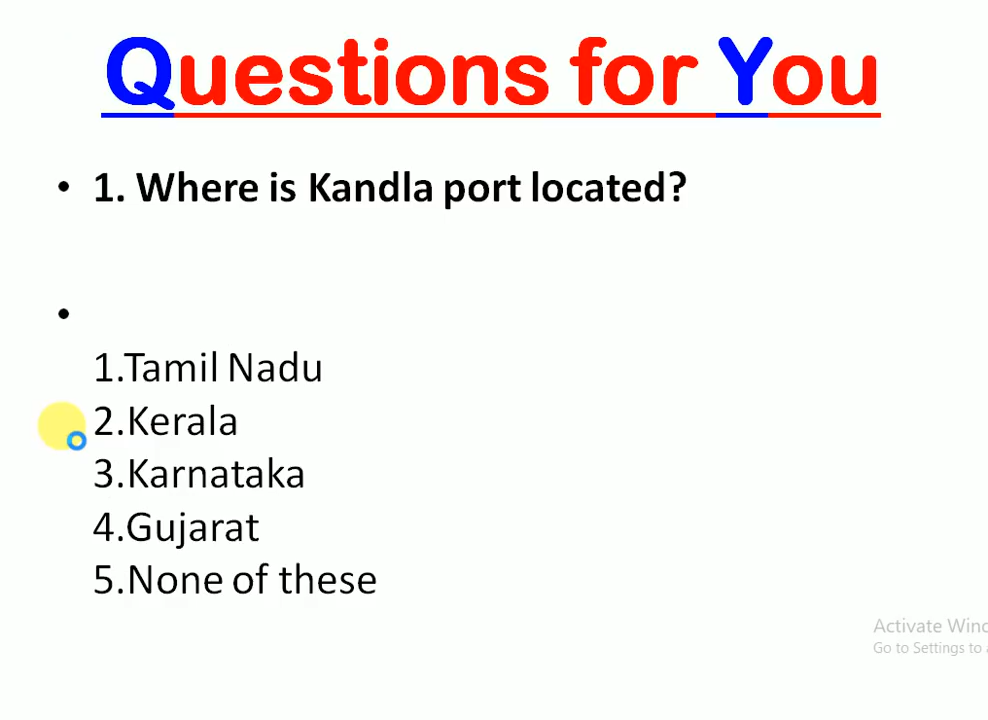 Questions for You
• 1. Where is Kandla port located?
•
1.Tamil Nadu
2.Kerala
3.Karnataka
4.Gujarat
5.None of these
Activate Wind
Go to Settings to